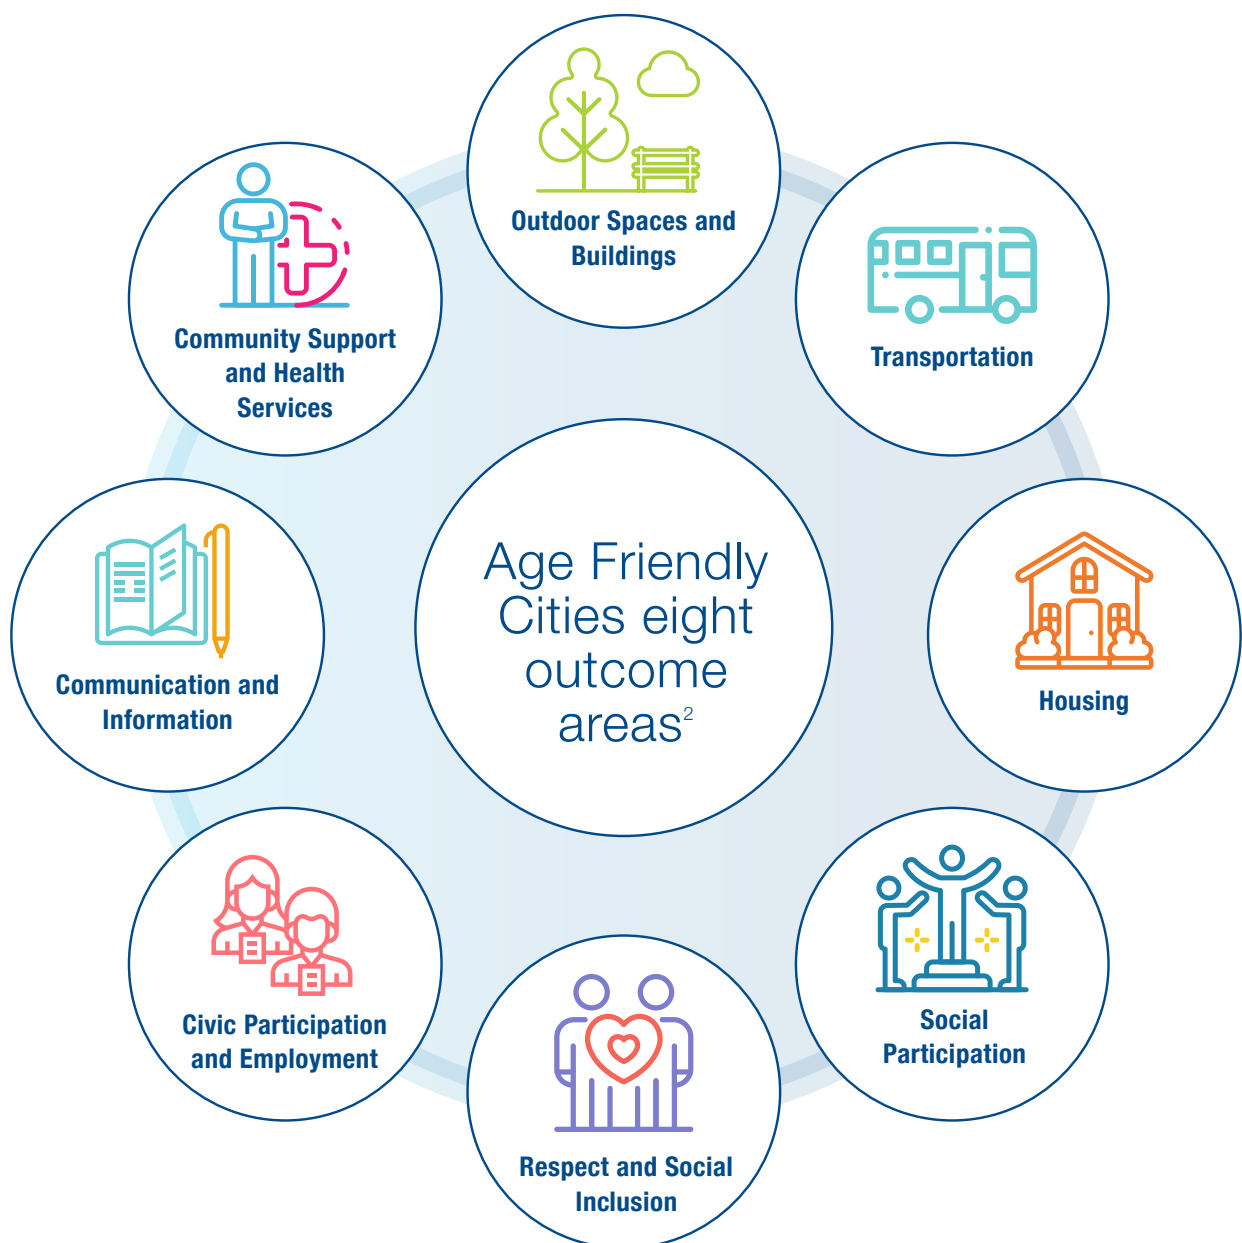 Outdoor Spaces and
Buildings
Transportation
Housing
Social
Participation
Respect and Social
Inclusion
Civic Participation
and Employment
Communication and
Information
Community Support
and Health
Services
Age Friendly
Cities eight
outcome
areas²